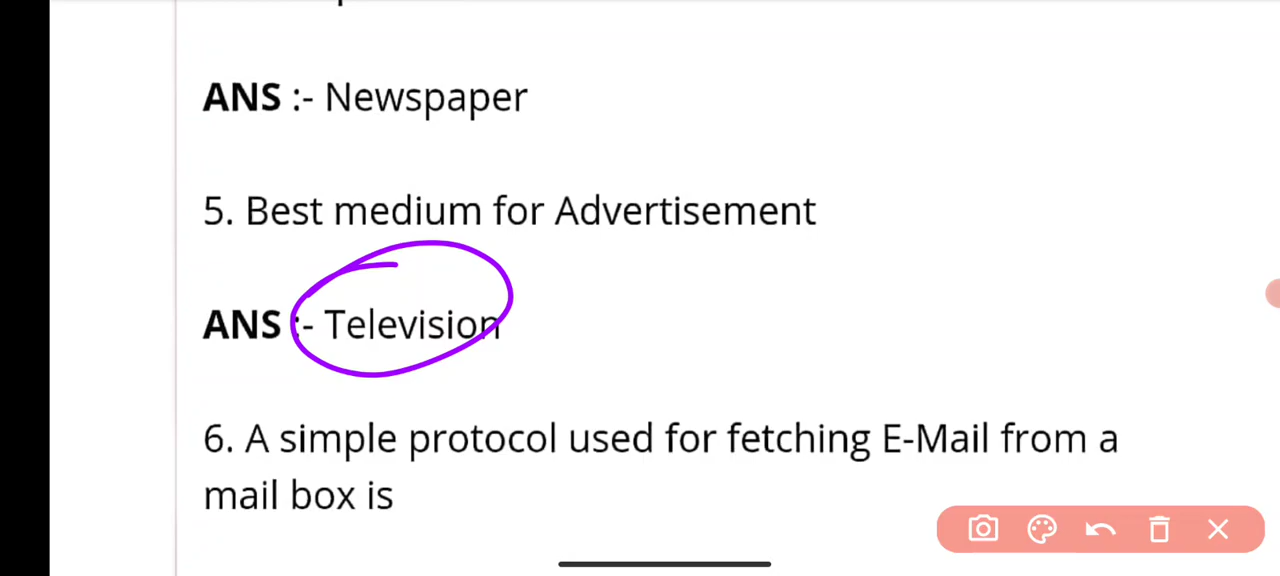 ANS :- Newspaper
5. Best medium for Advertisement
ANS :- Television
6. A simple protocol used for fetching E-Mail from a
mail box is